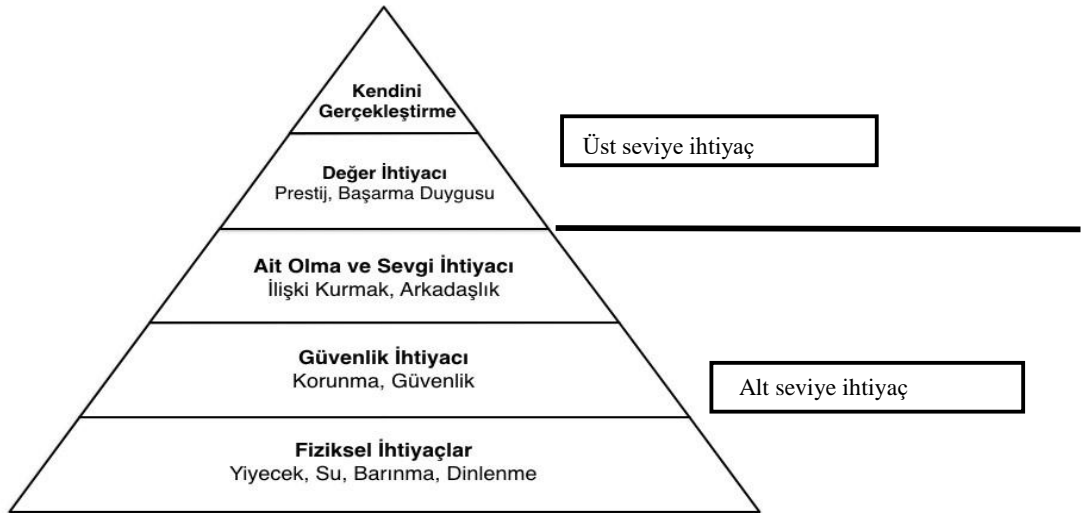 Kendini
Gerçekleştirme
Üst seviye ihtiyaç
Değer İhtiyacı
Prestij, Başarma Duygusu
Ait Olma ve Sevgi İhtiyacı
İlişki Kurmak, Arkadaşlık
Güvenlik İhtiyacı
Korunma, Güvenlik
Alt seviye ihtiyaç
Fiziksel İhtiyaçlar
Yiyecek, Su, Barınma, Dinlenme